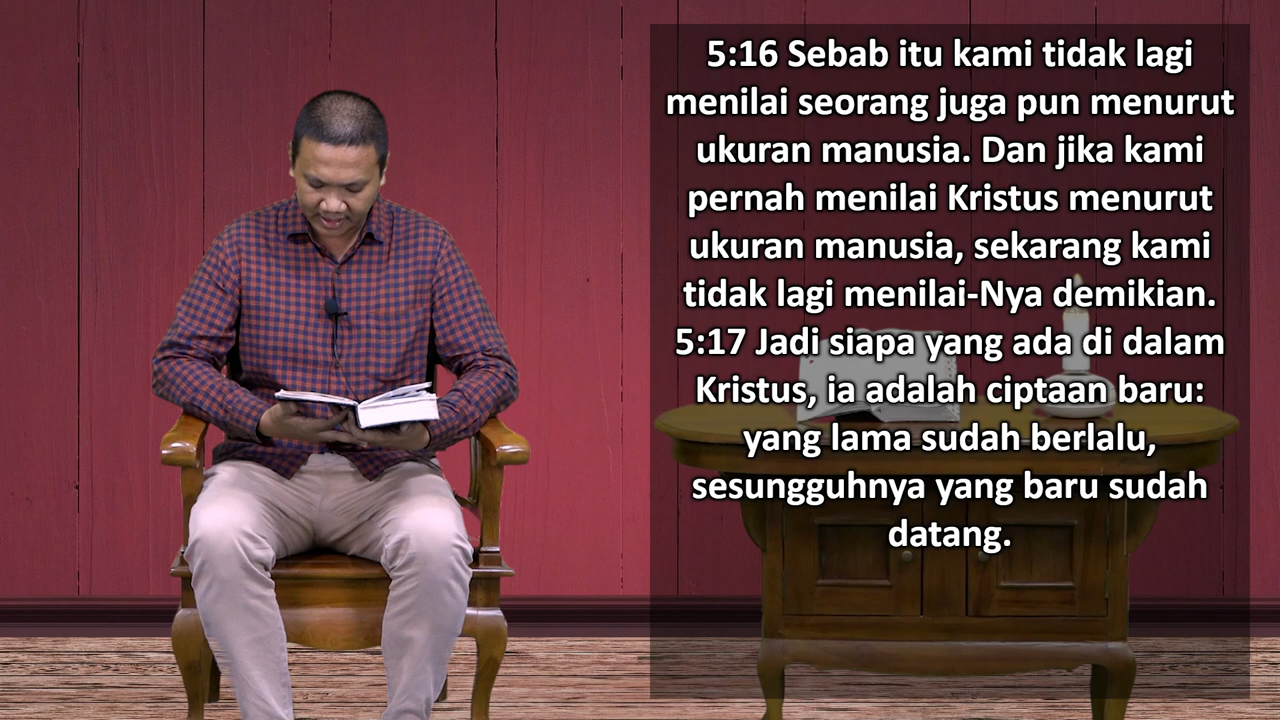 5:16 Sebab itu kami tidak lagi
menilai seorang juga pun menurut
ukuran manusia. Dan jika kami
pernah menilai Kristus menurut
ukuran manusia, sekarang kami
tidak lagi menilai-Nya demikian.
5:17 Jadi siapa yang ada di dalam
Kristus, ia adalah ciptaan baru:
yang lama sudah berlalu,
sesungguhnya yang baru sudah
datang.